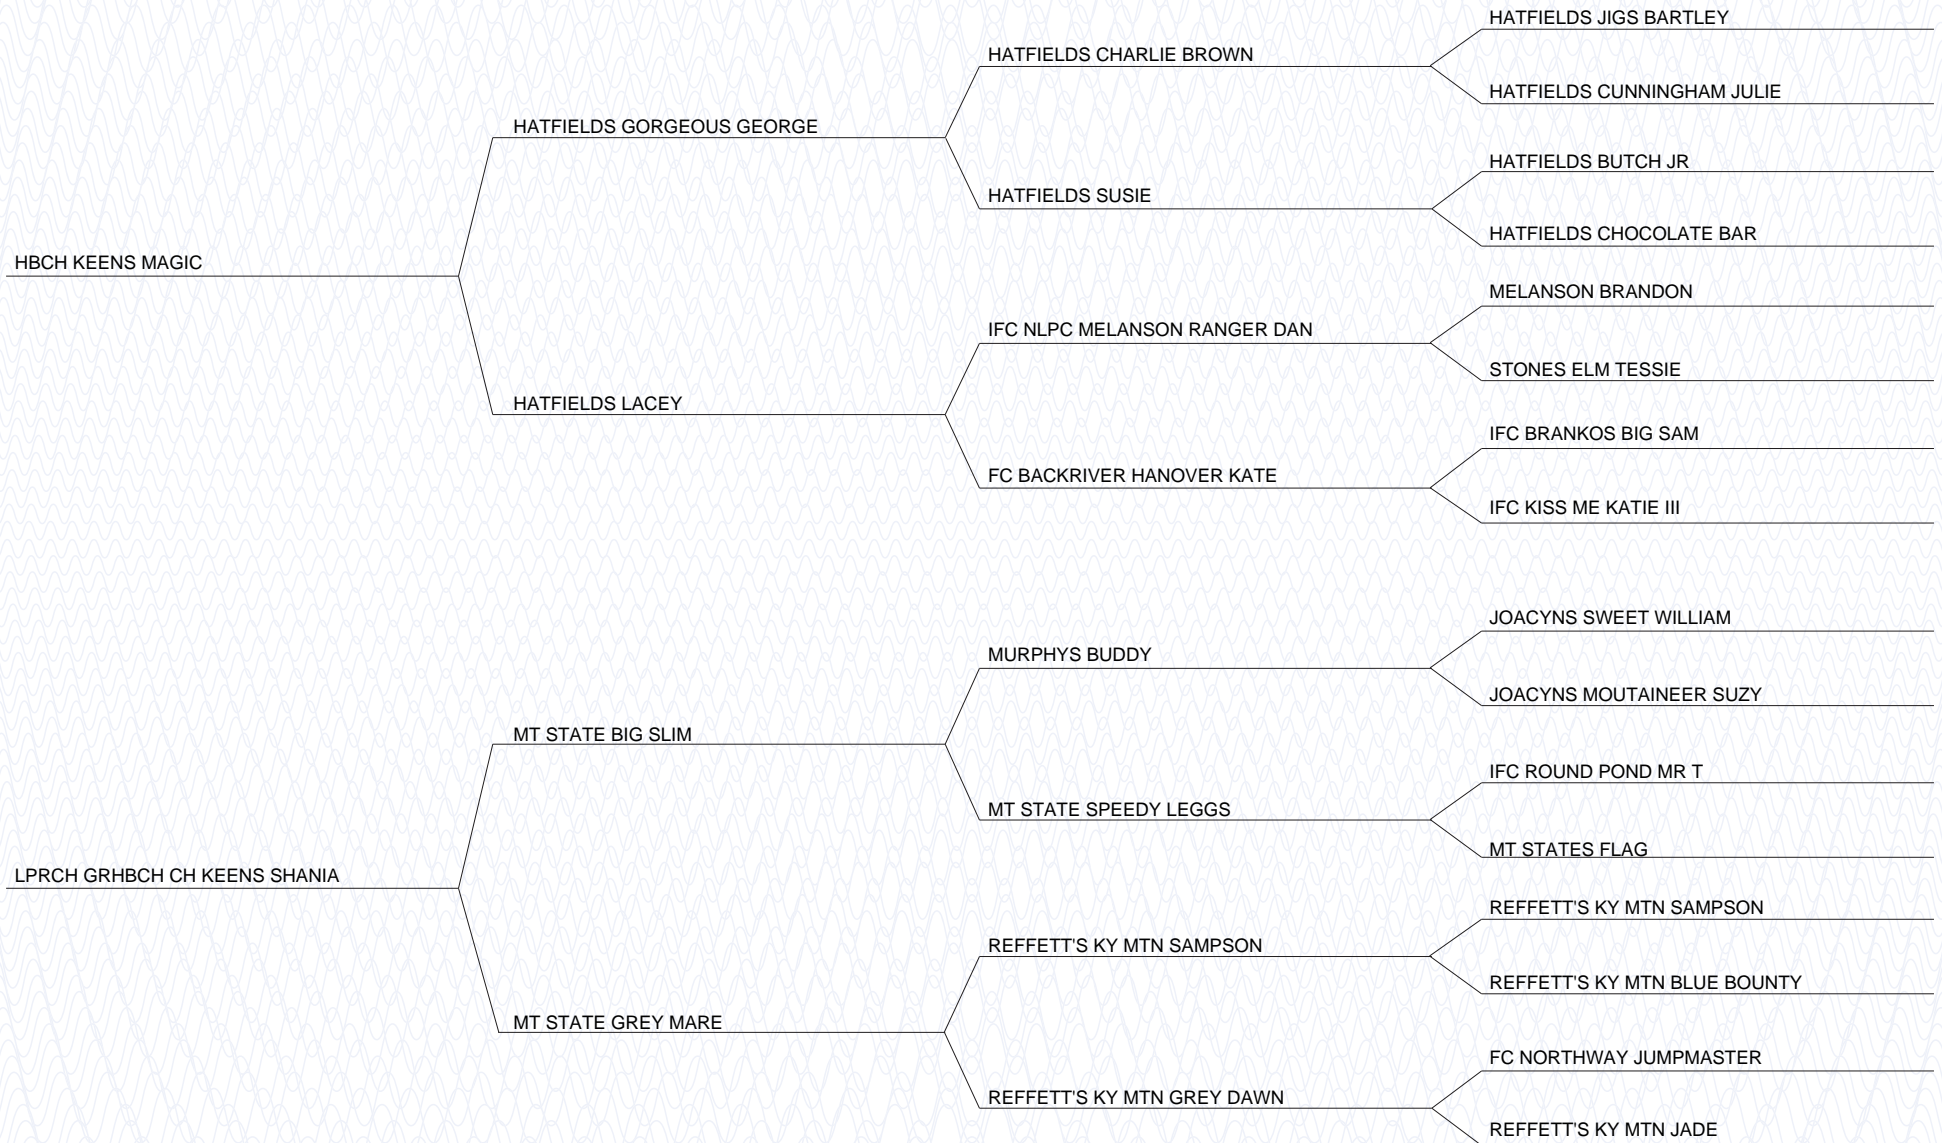 HATFIELDS JIGS BARTLEY
HATFIELDS CHARLIE BROWN
HATFIELDS CUNNINGHAM JULIE
HATFIELDS GORGEOUS GEORGE
HATFIELDS BUTCH JR
HATFIELDS SUSIE
HATFIELDS CHOCOLATE BAR
HBCH KEENS MAGIC
MELANSON BRANDON
IFC NLPC MELANSON RANGER DAN
STONES ELM TESSIE
HATFIELDS LACEY
IFC BRANKOS BIG SAM
FC BACKRIVER HANOVER KATE
IFC KISS ME KATIE III
JOACYNS SWEET WILLIAM
MURPHYS BUDDY
JOACYNS MOUTAINEER SUZY
MT STATE BIG SLIM
IFC ROUND POND MR T
MT STATE SPEEDY LEGGS
MT STATES FLAG
LPRCH GRHBCH CH KEENS SHANIA
REFFETT'S KY MTN SAMPSON
REFFETT'S KY MTN SAMPSON
REFFETT'S KY MTN BLUE BOUNTY
MT STATE GREY MARE
FC NORTHWAY JUMPMASTER
REFFETT'S KY MTN GREY DAWN
REFFETT'S KY MTN JADE